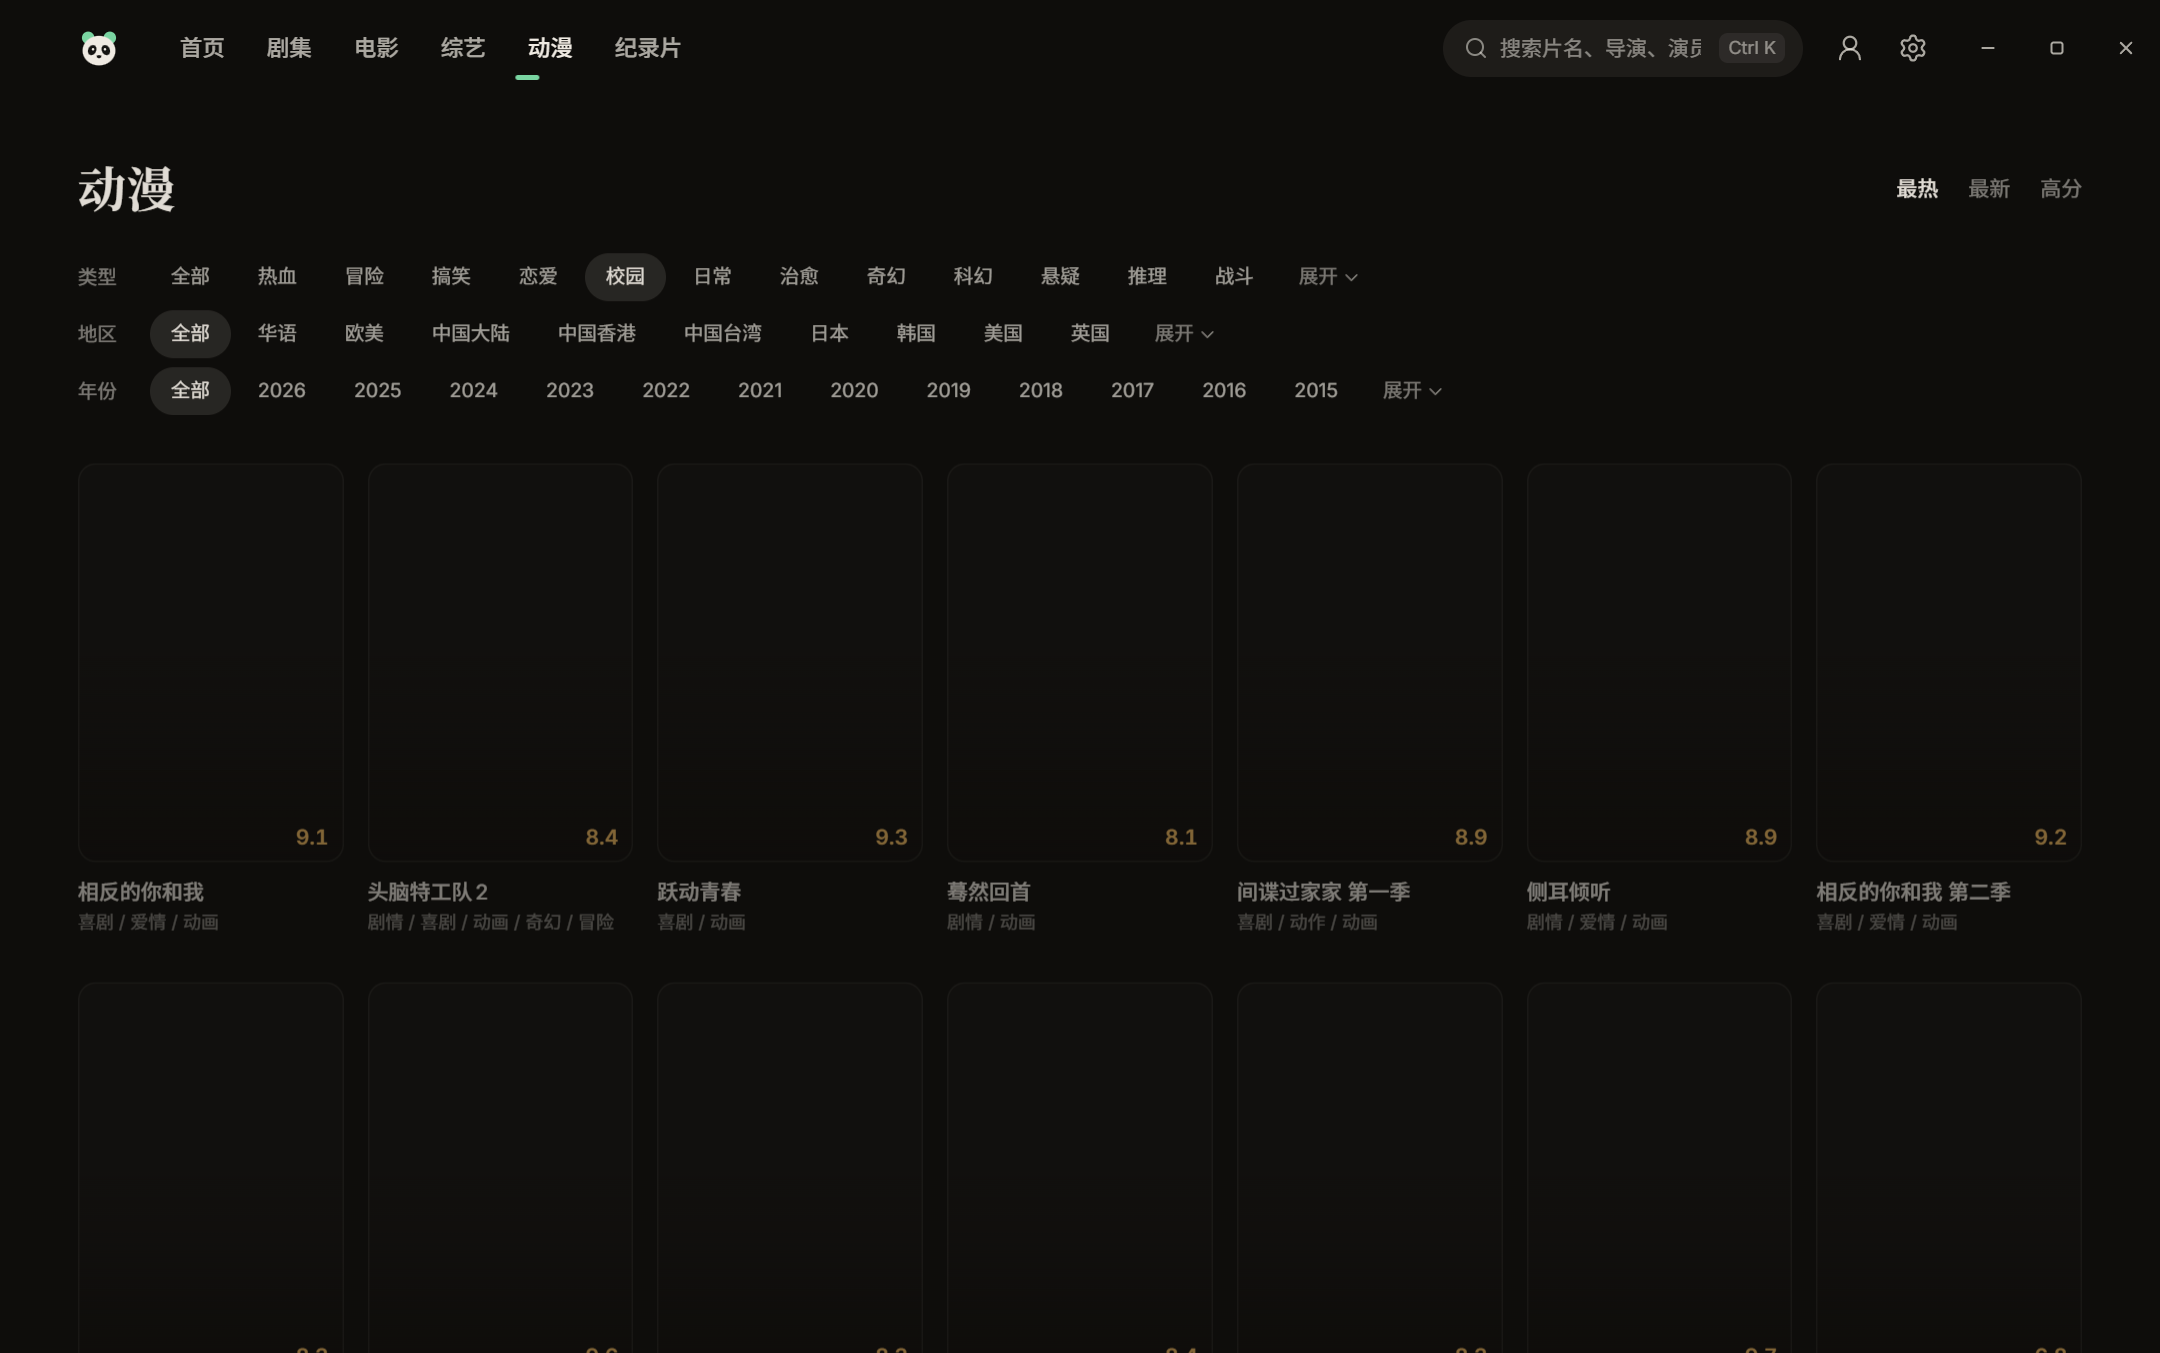 首页 剧集 电影 综艺 动漫 纪录片 搜索片名、导演、演员 Ctrl K
动漫 最热 最新 高分
类型 全部 热血 冒险 搞笑 恋爱 校园 日常 治愈 奇幻 科幻 悬疑 推理 战斗 展开
地区 全部 华语 欧美 中国大陆 中国香港 中国台湾 日本 韩国 美国 英国 展开
年份 全部 2026 2025 2024 2023 2022 2021 2020 2019 2018 2017 2016 2015 展开
9.1 8.4 9.3 8.1 8.9 8.9 9.2
相反的你和我 头脑特工队2 跃动青春 蓦然回首 间谍过家家 第一季 侧耳倾听 相反的你和我 第二季
喜剧 / 爱情 / 动画 剧情 / 喜剧 / 动画 / 奇幻 / 冒险 喜剧 / 动画 剧情 / 动画 喜剧 / 动作 / 动画 剧情 / 爱情 / 动画 喜剧 / 爱情 / 动画